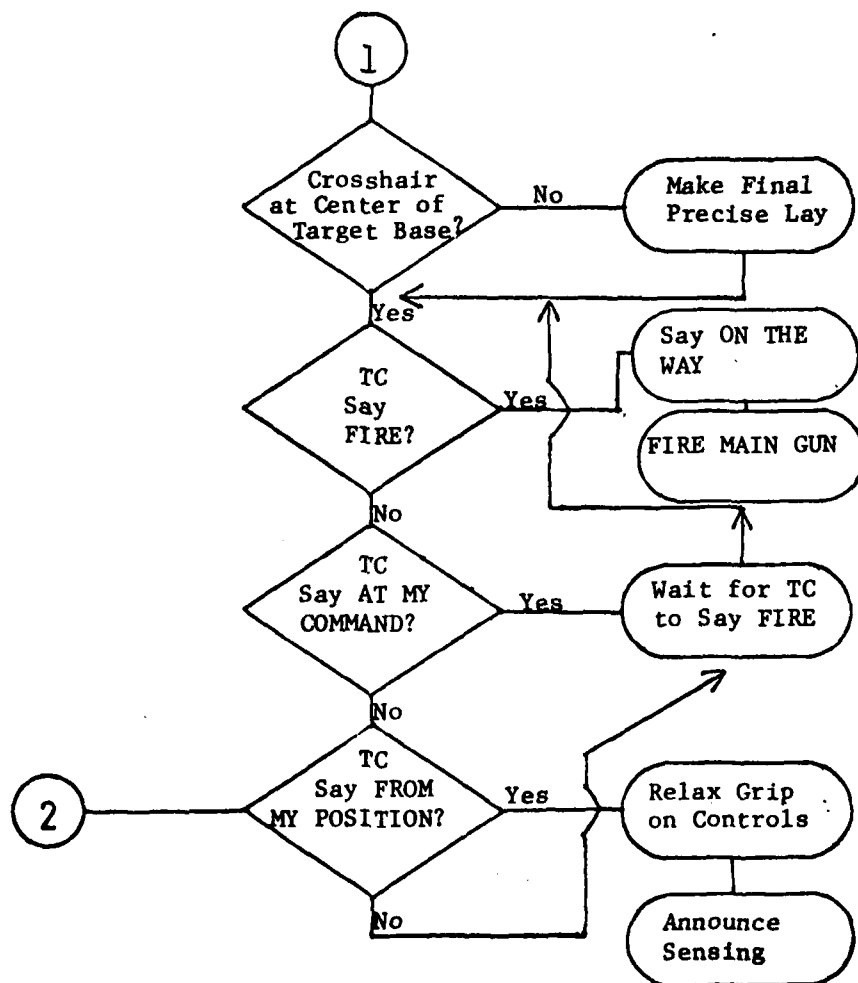 1
Crosshair
at Center of
Target Base?
No
Make Final
Precise Lay
Yes
TC
Say
FIRE?
Yes
Say ON THE
WAY
FIRE MAIN GUN
No
TC
Say AT MY
COMMAND?
Yes
Wait for TC
to Say FIRE
No
2
TC
Say FROM
MY POSITION?
Yes
Relax Grip
on Controls
No
Announce
Sensing